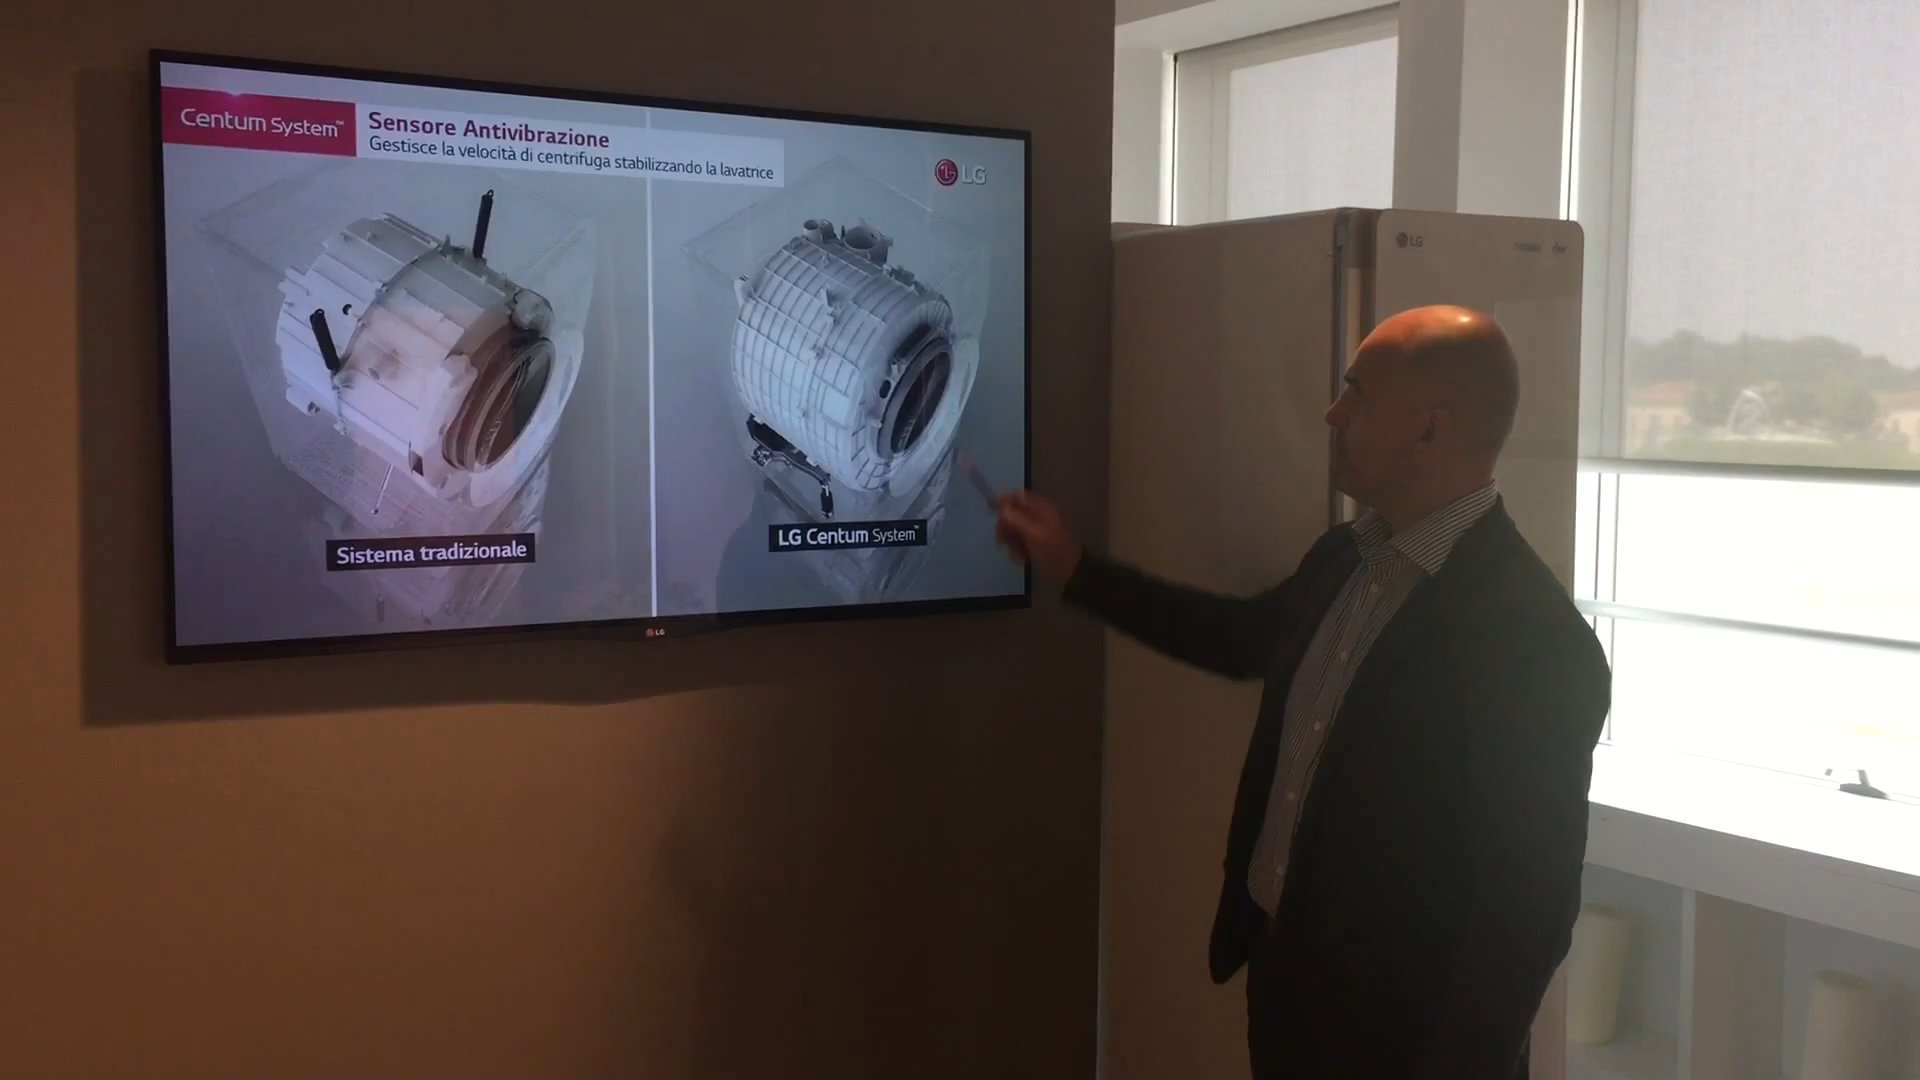 Centum System™
Sensore Antivibrazione
Gestisce la velocità di centrifuga stabilizzando la lavatrice
LG
Sistema tradizionale
LG Centum System™
LG
LG